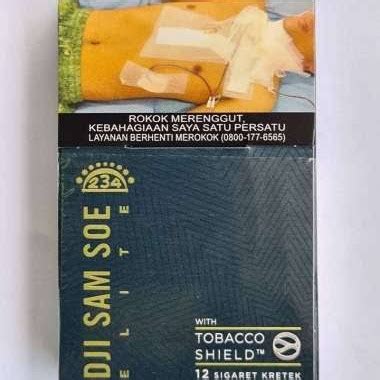 ROKOK MERENGGUT,
KEBAHAGIAAN SAYA SATU PERSATU
LAYANAN BERHENTI MEROKOK (0800-177-6565)
234
DJI SAM SOE
ELITE
WITH
TOBACCO
SHIELD™
12 SIGARET KRETEK